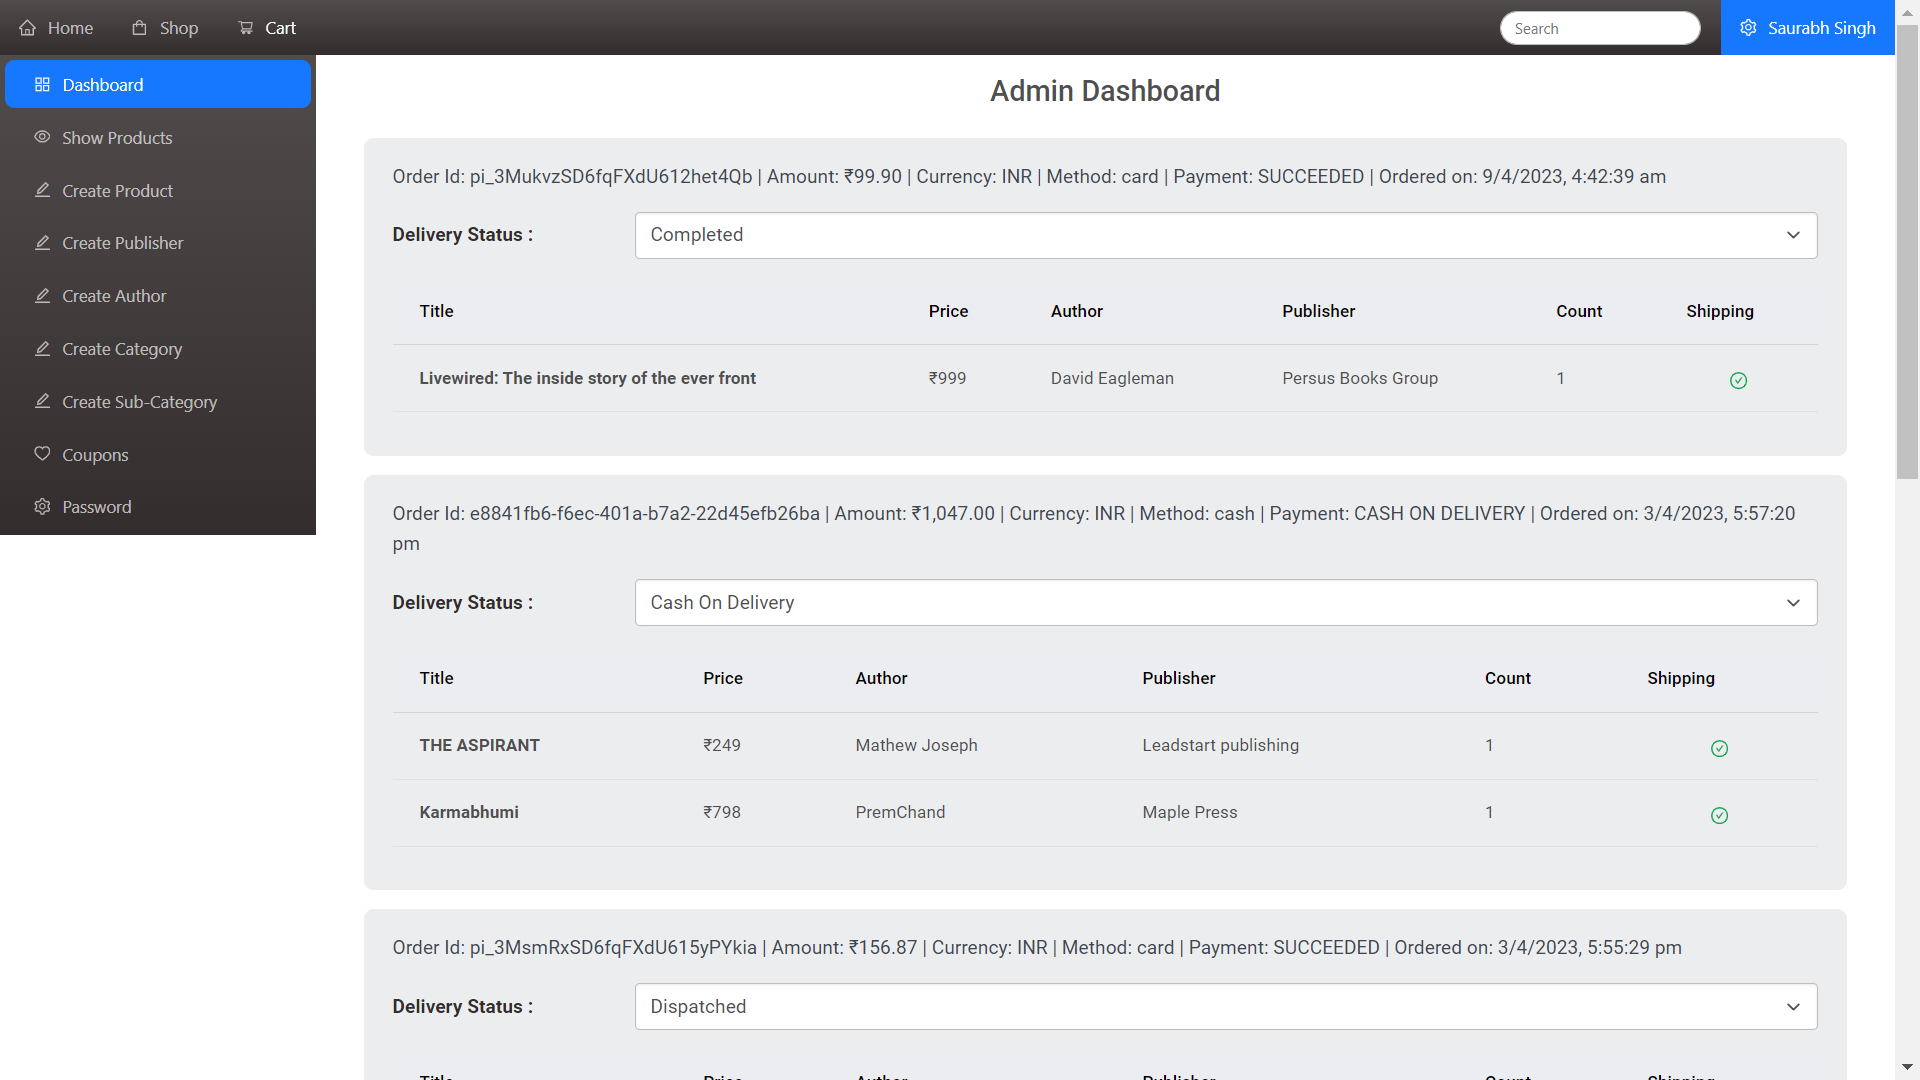 Home Shop Cart Search Saurabh Singh
Dashboard
Show Products
Create Product
Create Publisher
Create Author
Create Category
Create Sub-Category
Coupons
Password
Admin Dashboard
Order Id: pi_3MukvzSD6fqFXdU612het4Qb | Amount: ₹99.90 | Currency: INR | Method: card | Payment: SUCCEEDED | Ordered on: 9/4/2023, 4:42:39 am
Delivery Status : Completed
Title Price Author Publisher Count Shipping
Livewired: The inside story of the ever front ₹999 David Eagleman Persus Books Group 1
Order Id: e8841fb6-f6ec-401a-b7a2-22d45efb26ba | Amount: ₹1,047.00 | Currency: INR | Method: cash | Payment: CASH ON DELIVERY | Ordered on: 3/4/2023, 5:57:20
pm
Delivery Status : Cash On Delivery
Title Price Author Publisher Count Shipping
THE ASPIRANT ₹249 Mathew Joseph Leadstart publishing 1
Karmabhumi ₹798 PremChand Maple Press 1
Order Id: pi_3MsmRxSD6fqFXdU615yPYkia | Amount: ₹156.87 | Currency: INR | Method: card | Payment: SUCCEEDED | Ordered on: 3/4/2023, 5:55:29 pm
Delivery Status : Dispatched
Title Price Author Publisher Count Shipping